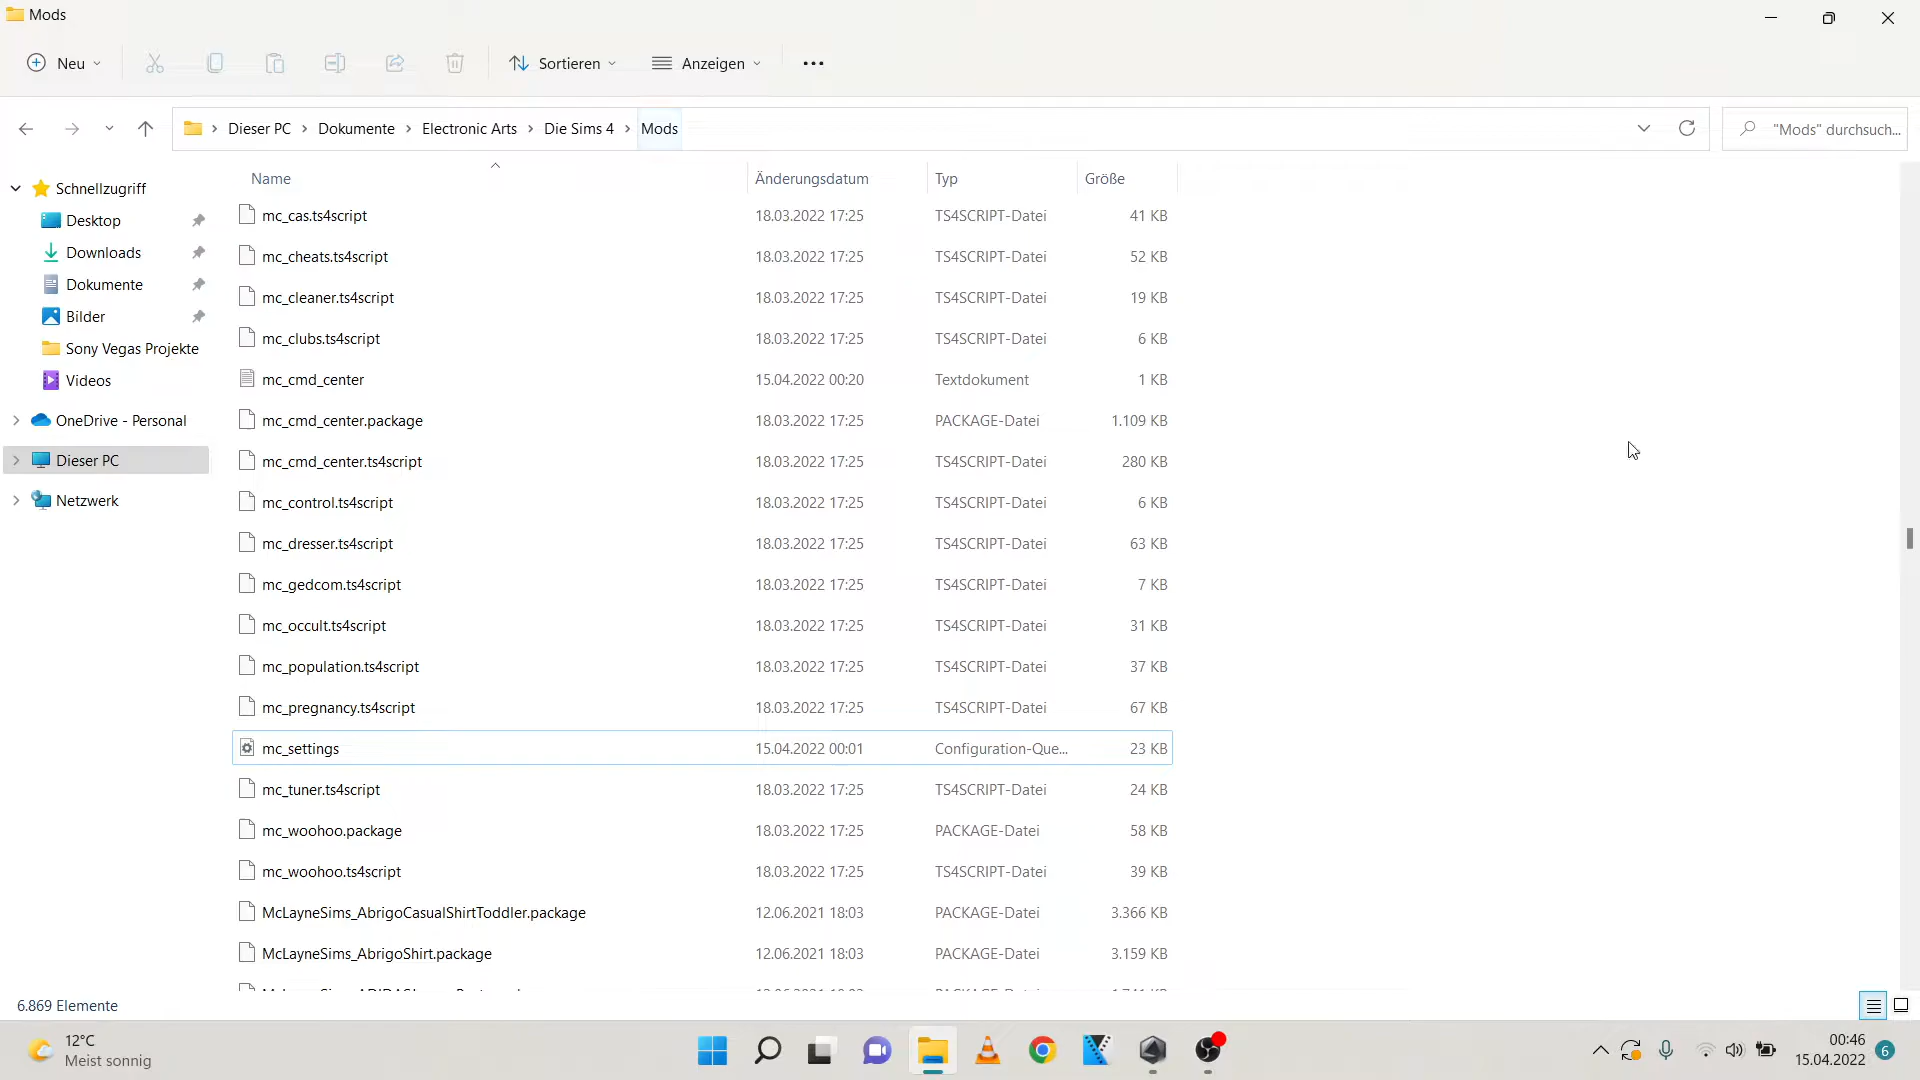 Mods
Neu
Sortieren
Anzeigen
Dieser PC
Dokumente
Electronic Arts
Die Sims 4
Mods
"Mods" durchsuch...
Name
Änderungsdatum
Typ
Größe
Schnellzugriff
Desktop
Downloads
Dokumente
Bilder
Sony Vegas Projekte
Videos
OneDrive - Personal
Dieser PC
Netzwerk
mc_cas.ts4script 18.03.2022 17:25 TS4SCRIPT-Datei 41 KB
mc_cheats.ts4script 18.03.2022 17:25 TS4SCRIPT-Datei 52 KB
mc_cleaner.ts4script 18.03.2022 17:25 TS4SCRIPT-Datei 19 KB
mc_clubs.ts4script 18.03.2022 17:25 TS4SCRIPT-Datei 6 KB
mc_cmd_center 15.04.2022 00:20 Textdokument 1 KB
mc_cmd_center.package 18.03.2022 17:25 PACKAGE-Datei 1.109 KB
mc_cmd_center.ts4script 18.03.2022 17:25 TS4SCRIPT-Datei 280 KB
mc_control.ts4script 18.03.2022 17:25 TS4SCRIPT-Datei 6 KB
mc_dresser.ts4script 18.03.2022 17:25 TS4SCRIPT-Datei 63 KB
mc_gedcom.ts4script 18.03.2022 17:25 TS4SCRIPT-Datei 7 KB
mc_occult.ts4script 18.03.2022 17:25 TS4SCRIPT-Datei 31 KB
mc_population.ts4script 18.03.2022 17:25 TS4SCRIPT-Datei 37 KB
mc_pregnancy.ts4script 18.03.2022 17:25 TS4SCRIPT-Datei 67 KB
mc_settings 15.04.2022 00:01 Configuration-Que... 23 KB
mc_tuner.ts4script 18.03.2022 17:25 TS4SCRIPT-Datei 24 KB
mc_woohoo.package 18.03.2022 17:25 PACKAGE-Datei 58 KB
mc_woohoo.ts4script 18.03.2022 17:25 TS4SCRIPT-Datei 39 KB
McLayneSims_AbrigoCasualShirtToddler.package 12.06.2021 18:03 PACKAGE-Datei 3.366 KB
McLayneSims_AbrigoShirt.package 12.06.2021 18:03 PACKAGE-Datei 3.159 KB
6.869 Elemente
12°C
Meist sonnig
00:46
15.04.2022
6